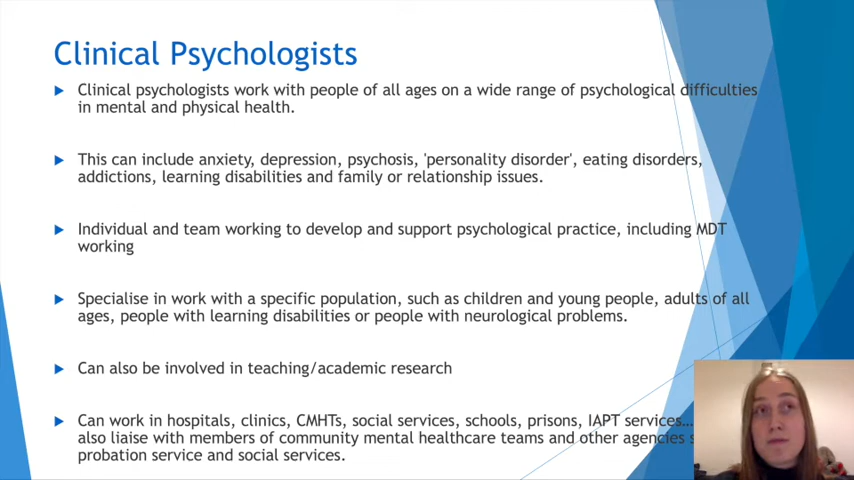 Clinical Psychologists
Clinical psychologists work with people of all ages on a wide range of psychological difficulties
in mental and physical health.
This can include anxiety, depression, psychosis, 'personality disorder', eating disorders,
addictions, learning disabilities and family or relationship issues.
Individual and team working to develop and support psychological practice, including MDT
working
Specialise in work with a specific population, such as children and young people, adults of all
ages, people with learning disabilities or people with neurological problems.
Can also be involved in teaching/academic research
Can work in hospitals, clinics, CMHTs, social services, schools, prisons, IAPT services…
also liaise with members of community mental healthcare teams and other agencies
probation service and social services.